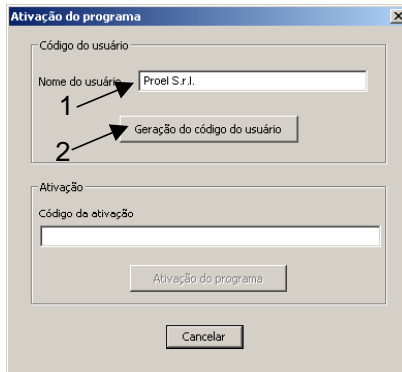 Ativação do programa
Código do usuário
Nome do usuário Proel S.r.l.
1
Geração do código do usuário
2
Ativação
Código da ativação
Ativação do programa
Cancelar